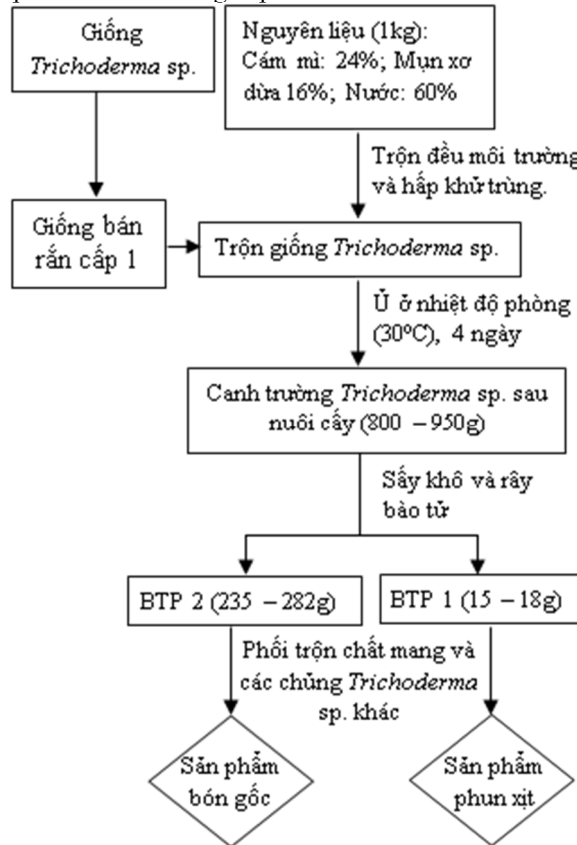 Giống
Trichoderma sp.
Nguyên liệu (1kg):
Cám mì: 24%; Mụn xơ
dừa 16%; Nước: 60%
Trộn đều môi trường
và hấp khử trùng.
Giống bán
rắn cấp 1
Trộn giống Trichoderma sp.
Ủ ở nhiệt độ phòng
(30ºC), 4 ngày
Canh trường Trichoderma sp. sau
nuôi cấy (800 – 950g)
Sấy khô và rây
bào tử
BTP 2 (235 – 282g)
BTP 1 (15 – 18g)
Phối trộn chất mang và
các chủng Trichoderma
sp. khác
Sản phẩm
bón gốc
Sản phẩm
phun xịt